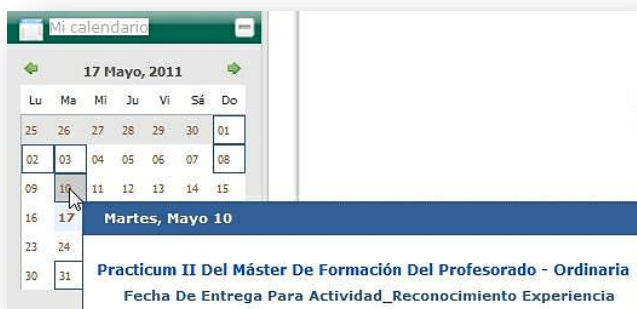 Mi calendario
17 Mayo, 2011
Lu Ma Mi Ju Vi Sá Do
25 26 27 28 29 30 01
02 03 04 05 06 07 08
09 10 11 12 13 14 15
16 17
23 24
30 31
Martes, Mayo 10
Practicum II Del Máster De Formación Del Profesorado - Ordinaria
Fecha De Entrega Para Actividad_Reconocimiento Experiencia